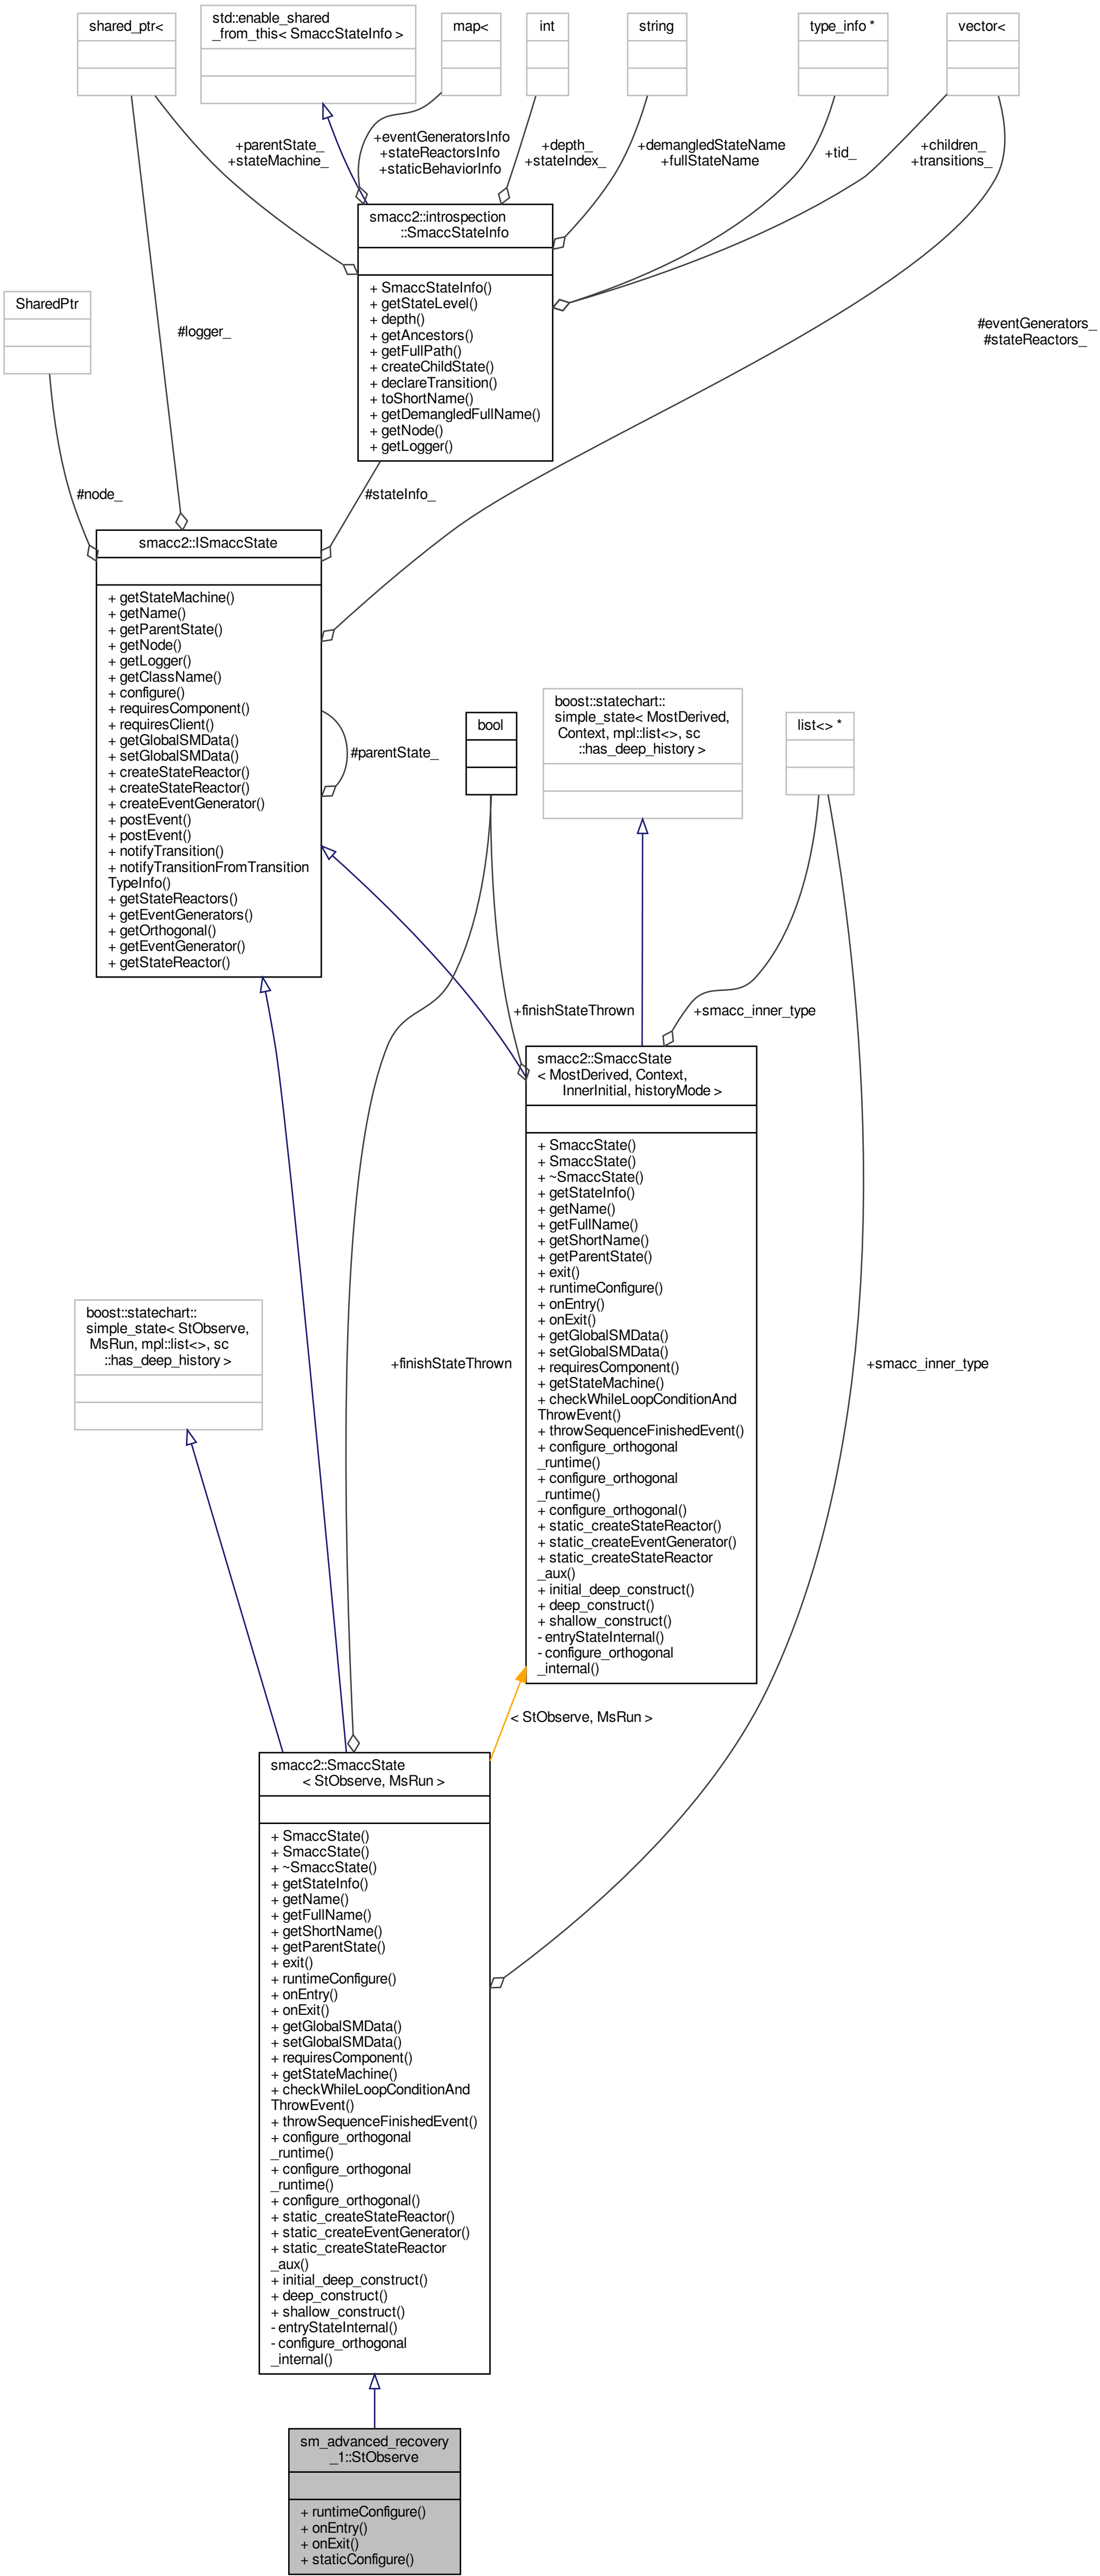 shared_ptr<
std::enable_shared
_from_this< SmaccStateInfo >
map<
int
string
type_info *
vector<
+parentState_
+stateMachine_
+eventGeneratorsInfo
+stateReactorsInfo
+staticBehaviorInfo
+depth_
+stateIndex_
+demangledStateName
+fullStateName
+tid_
+children_
+transitions_
smacc2::introspection
::SmaccStateInfo
+ SmaccStateInfo()
+ getStateLevel()
+ depth()
+ getAncestors()
+ getFullPath()
+ createChildState()
+ declareTransition()
+ toShortName()
+ getDemangledFullName()
+ getNode()
+ getLogger()
SharedPtr
#logger_
#eventGenerators_
#stateReactors_
#node_
#stateInfo_
smacc2::ISmaccState
+ getStateMachine()
+ getName()
+ getParentState()
+ getNode()
+ getLogger()
+ getClassName()
+ configure()
+ requiresComponent()
+ requiresClient()
+ getGlobalSMData()
+ setGlobalSMData()
+ createStateReactor()
+ createStateReactor()
+ createEventGenerator()
+ postEvent()
+ postEvent()
+ notifyTransition()
+ notifyTransitionFromTransition
TypeInfo()
+ getStateReactors()
+ getEventGenerators()
+ getOrthogonal()
+ getEventGenerator()
+ getStateReactor()
#parentState_
bool
boost::statechart::
simple_state< MostDerived,
Context, mpl::list<>, sc
::has_deep_history >
list<> *
+finishStateThrown
+smacc_inner_type
smacc2::SmaccState
< MostDerived, Context,
InnerInitial, historyMode >
+ SmaccState()
+ SmaccState()
+ ~SmaccState()
+ getStateInfo()
+ getName()
+ getFullName()
+ getShortName()
+ getParentState()
+ exit()
+ runtimeConfigure()
+ onEntry()
+ onExit()
+ getGlobalSMData()
+ setGlobalSMData()
+ requiresComponent()
+ getStateMachine()
+ checkWhileLoopConditionAnd
ThrowEvent()
+ throwSequenceFinishedEvent()
+ configure_orthogonal
_runtime()
+ configure_orthogonal
_runtime()
+ configure_orthogonal()
+ static_createStateReactor()
+ static_createEventGenerator()
+ static_createStateReactor
_aux()
+ initial_deep_construct()
+ deep_construct()
+ shallow_construct()
- entryStateInternal()
- configure_orthogonal
_internal()
boost::statechart::
simple_state< StObserve,
MsRun, mpl::list<>, sc
::has_deep_history >
+finishStateThrown
+smacc_inner_type
< StObserve, MsRun >
smacc2::SmaccState
< StObserve, MsRun >
+ SmaccState()
+ SmaccState()
+ ~SmaccState()
+ getStateInfo()
+ getName()
+ getFullName()
+ getShortName()
+ getParentState()
+ exit()
+ runtimeConfigure()
+ onEntry()
+ onExit()
+ getGlobalSMData()
+ setGlobalSMData()
+ requiresComponent()
+ getStateMachine()
+ checkWhileLoopConditionAnd
ThrowEvent()
+ throwSequenceFinishedEvent()
+ configure_orthogonal
_runtime()
+ configure_orthogonal
_runtime()
+ configure_orthogonal()
+ static_createStateReactor()
+ static_createEventGenerator()
+ static_createStateReactor
_aux()
+ initial_deep_construct()
+ deep_construct()
+ shallow_construct()
- entryStateInternal()
- configure_orthogonal
_internal()
sm_advanced_recovery
_1::StObserve
+ runtimeConfigure()
+ onEntry()
+ onExit()
+ staticConfigure()